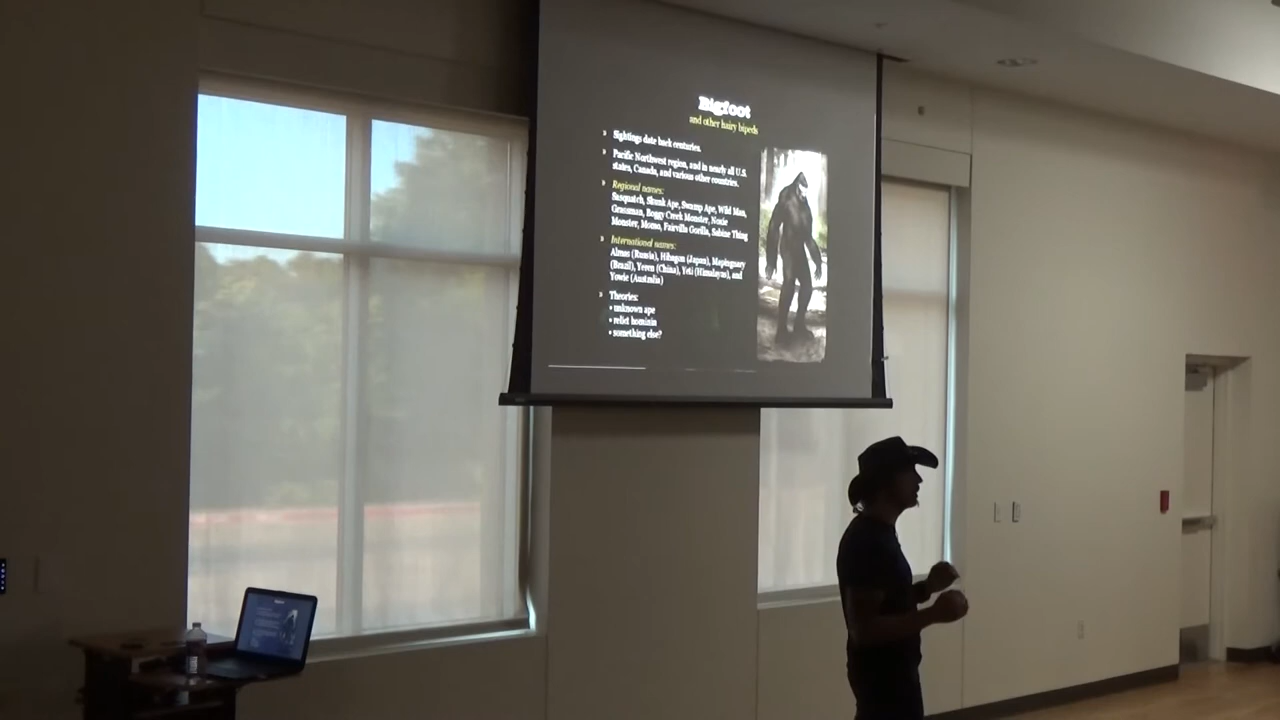 Bigfoot
and other hairy bipeds
» Sightings date back centuries.
» Pacific Northwest region, and in nearly all U.S.
states, Canada, and various other countries.
» Regional names:
Sasquatch, Skunk Ape, Swamp Ape, Wild Man,
Grassman, Boggy Creek Monster, Noxie
Monster, Momo, Fairville Gorilla, Sabine Thing
» International names:
Almas (Russia), Hibagon (Japan), Mapinguary
(Brazil), Yeren (China), Yeti (Himalayas), and
Yowie (Australia)
» Theories:
• unknown ape
• relict hominin
• something else?